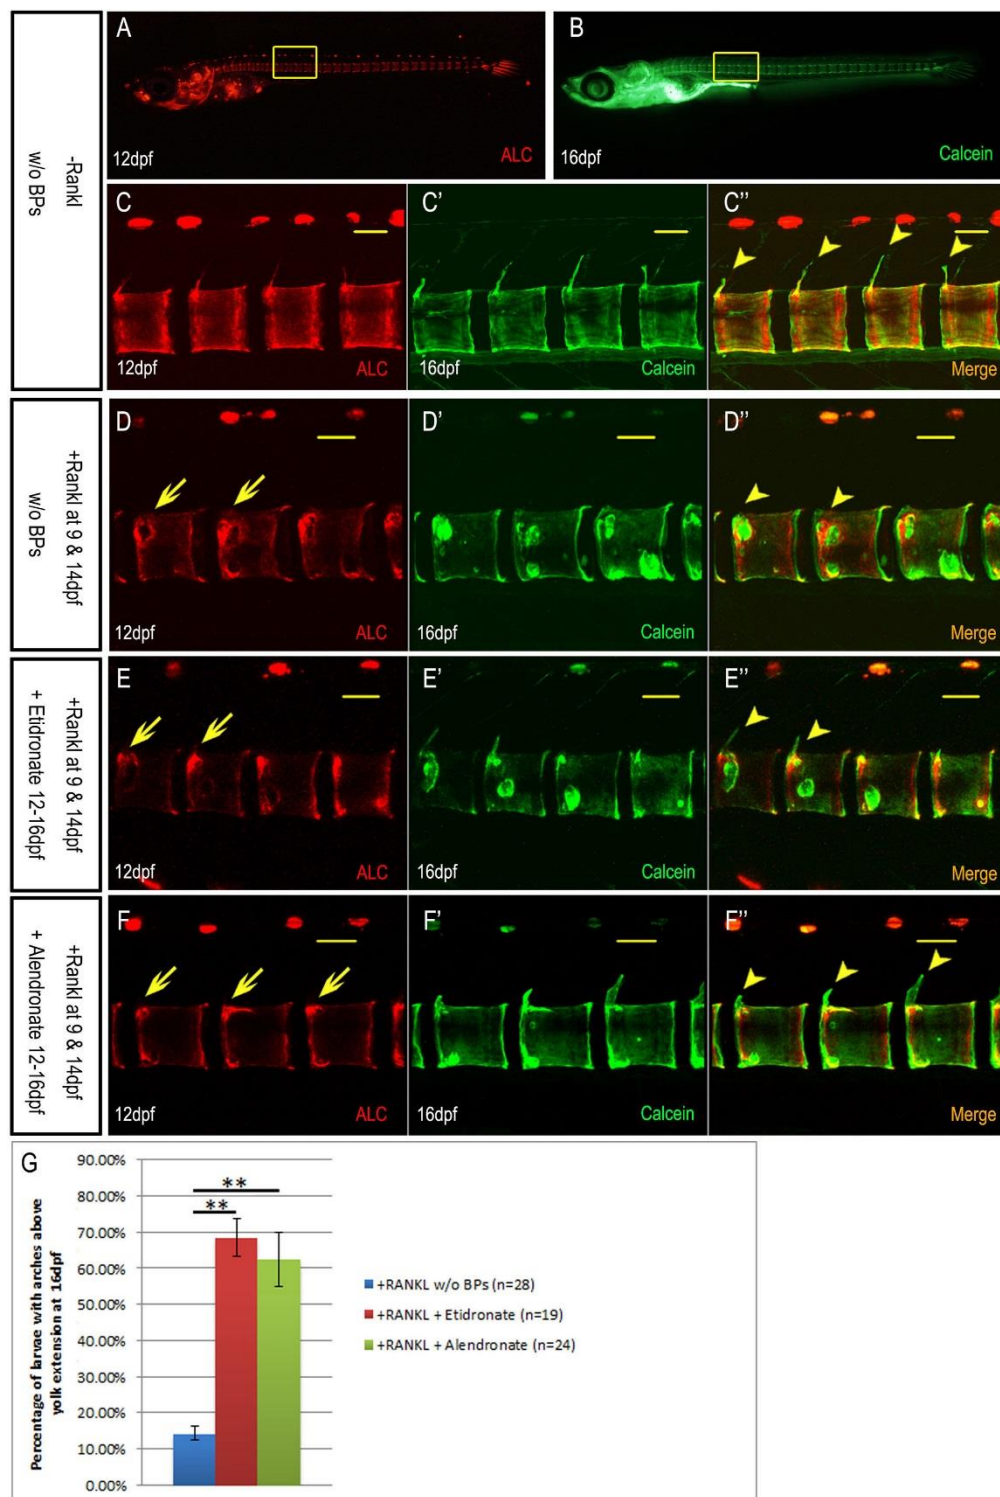 A
12dpf
ALC
B
16dpf
Calcein
-Rankl
w/o BPs
C
12dpf
ALC
C'
16dpf
Calcein
C''
Merge
+Rankl at 9 & 14dpf
w/o BPs
D
12dpf
ALC
D'
16dpf
Calcein
D''
Merge
+Rankl at 9 & 14dpf
+ Etidronate 12-16dpf
E
12dpf
ALC
E'
16dpf
Calcein
E''
Merge
+Rankl at 9 & 14dpf
+ Alendronate 12-16dpf
F
12dpf
ALC
F'
16dpf
Calcein
F''
Merge
G
Percentage of larvae with arches above
yolk extension at 16dpf
90.00%
80.00%
70.00%
60.00%
50.00%
40.00%
30.00%
20.00%
10.00%
0.00%
**
**
+RANKL w/o BPs (n=28)
+RANKL + Etidronate (n=19)
+RANKL + Alendronate (n=24)